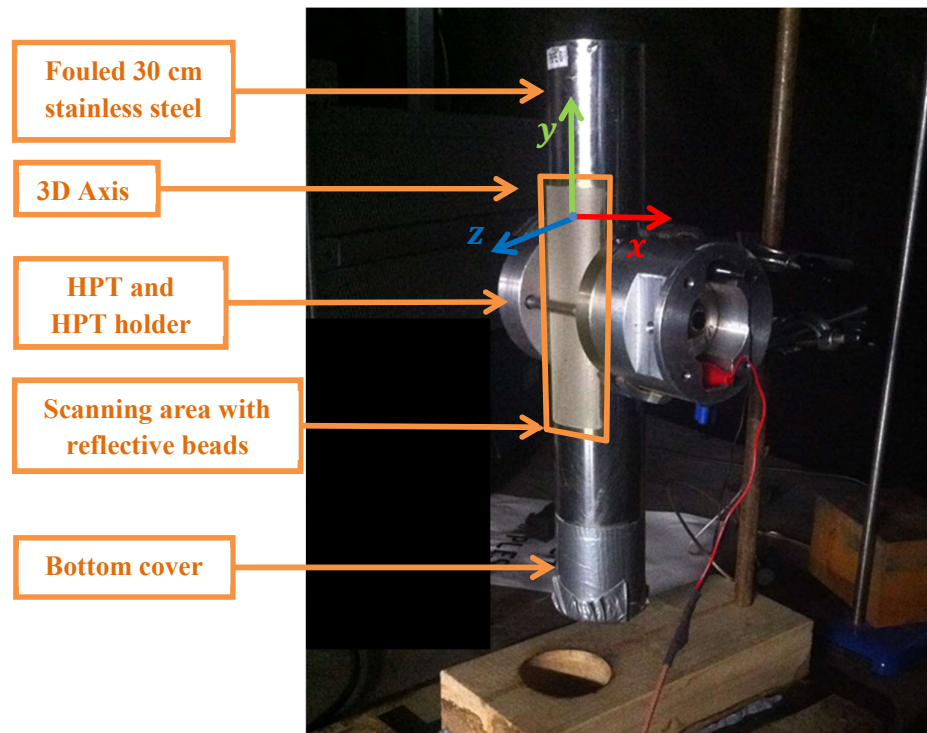 Fouled 30 cm
stainless steel
3D Axis
HPT and
HPT holder
Scanning area with
reflective beads
Bottom cover
y
z
x